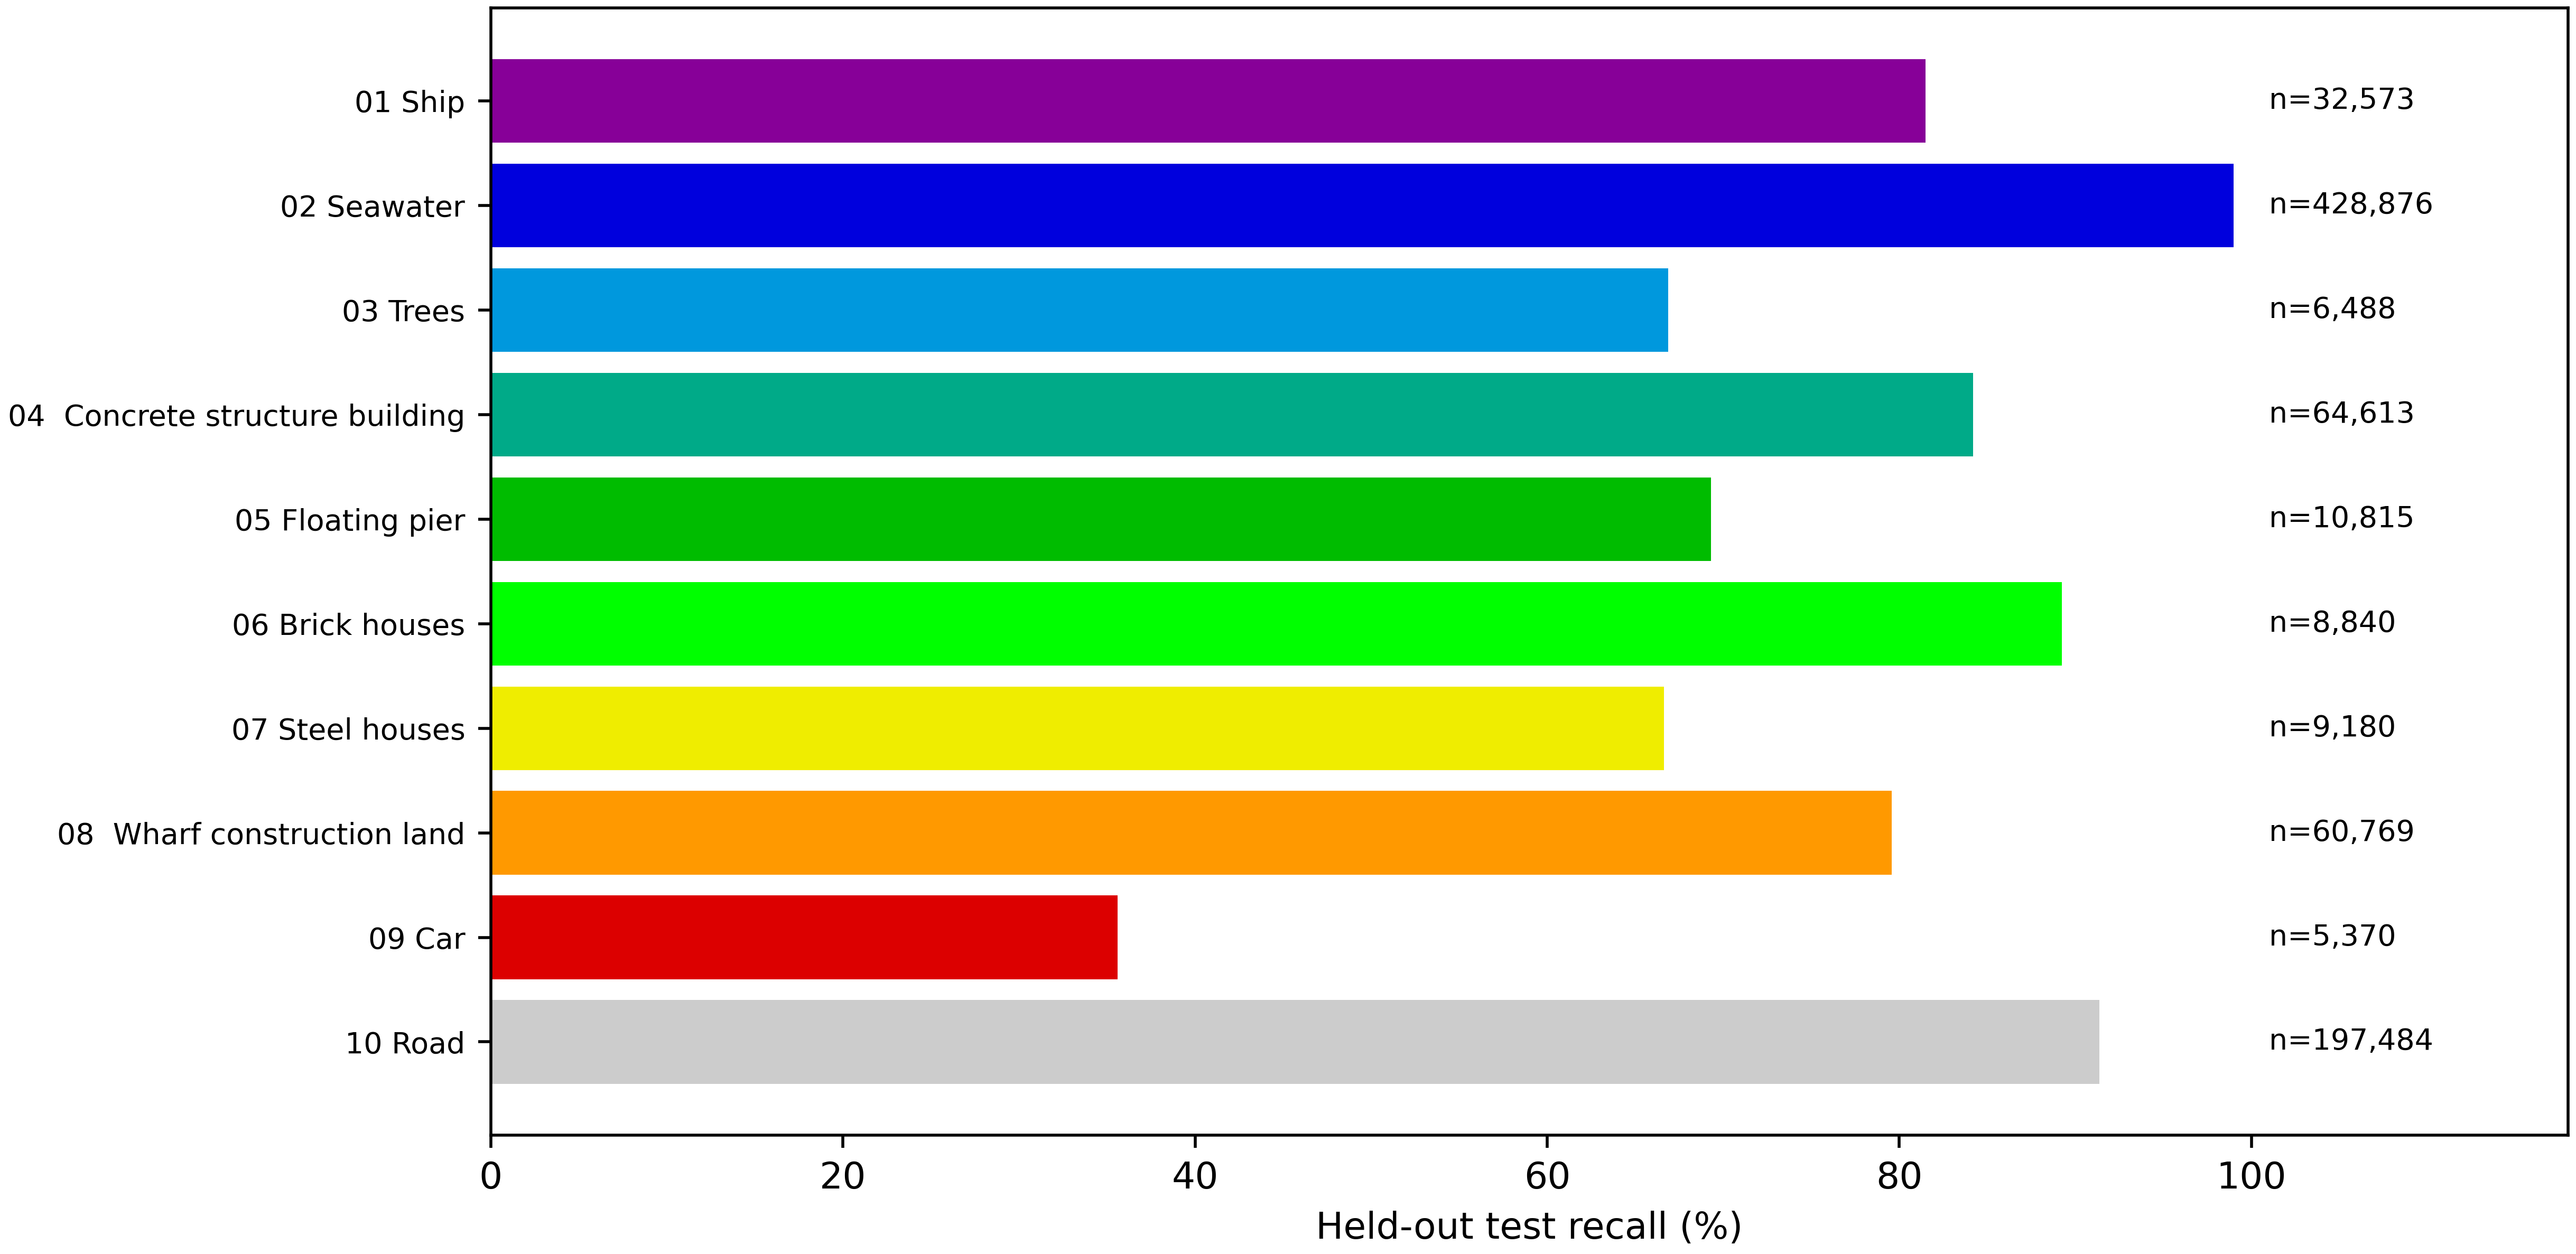 01 Ship n=32,573
02 Seawater n=428,876
03 Trees n=6,488
04  Concrete structure building n=64,613
05 Floating pier n=10,815
06 Brick houses n=8,840
07 Steel houses n=9,180
08  Wharf construction land n=60,769
09 Car n=5,370
10 Road n=197,484
0 20 40 60 80 100
Held-out test recall (%)